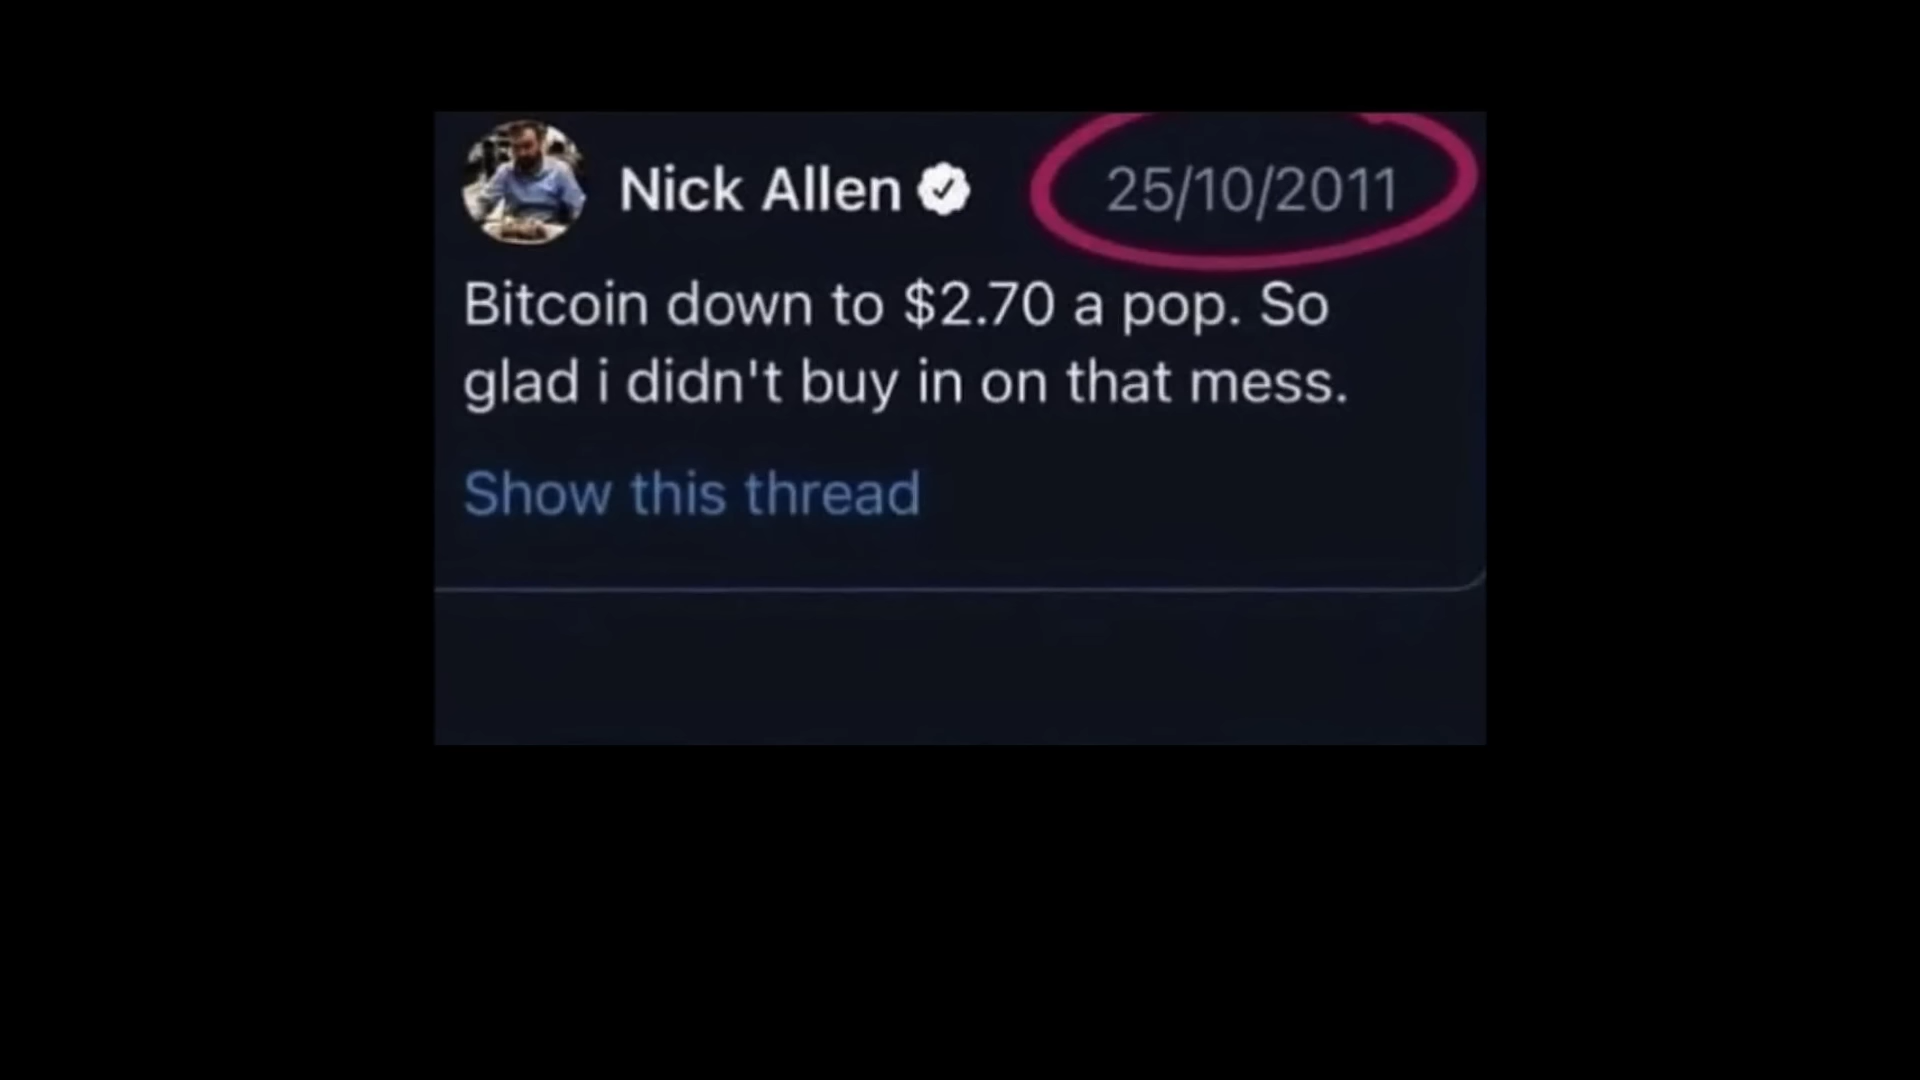 Nick Allen 25/10/2011
Bitcoin down to $2.70 a pop. So
glad i didn't buy in on that mess.
Show this thread